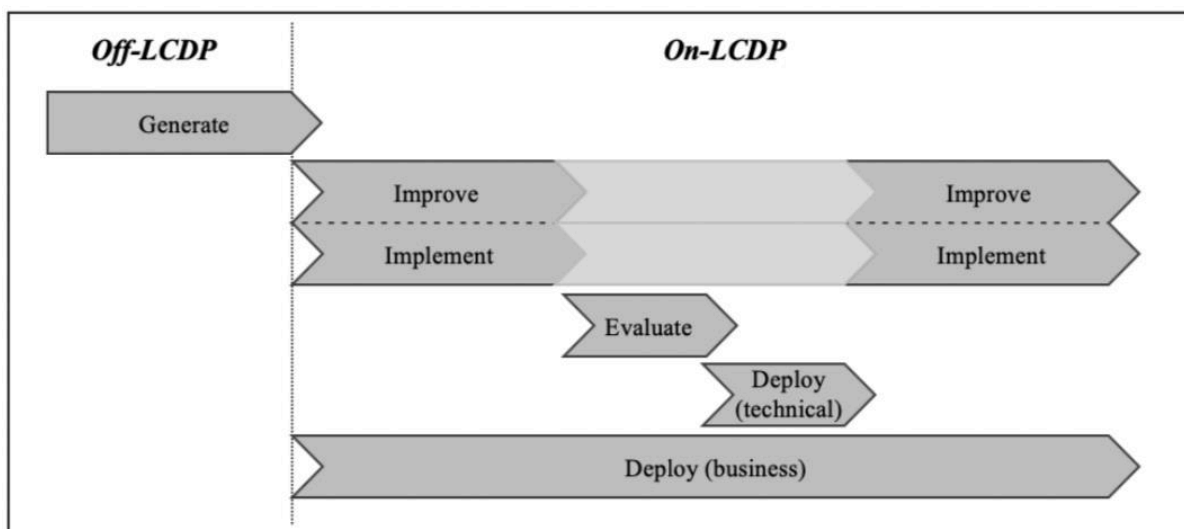 Off-LCDP
On-LCDP
Generate
Improve
Improve
Implement
Implement
Evaluate
Deploy
(technical)
Deploy (business)